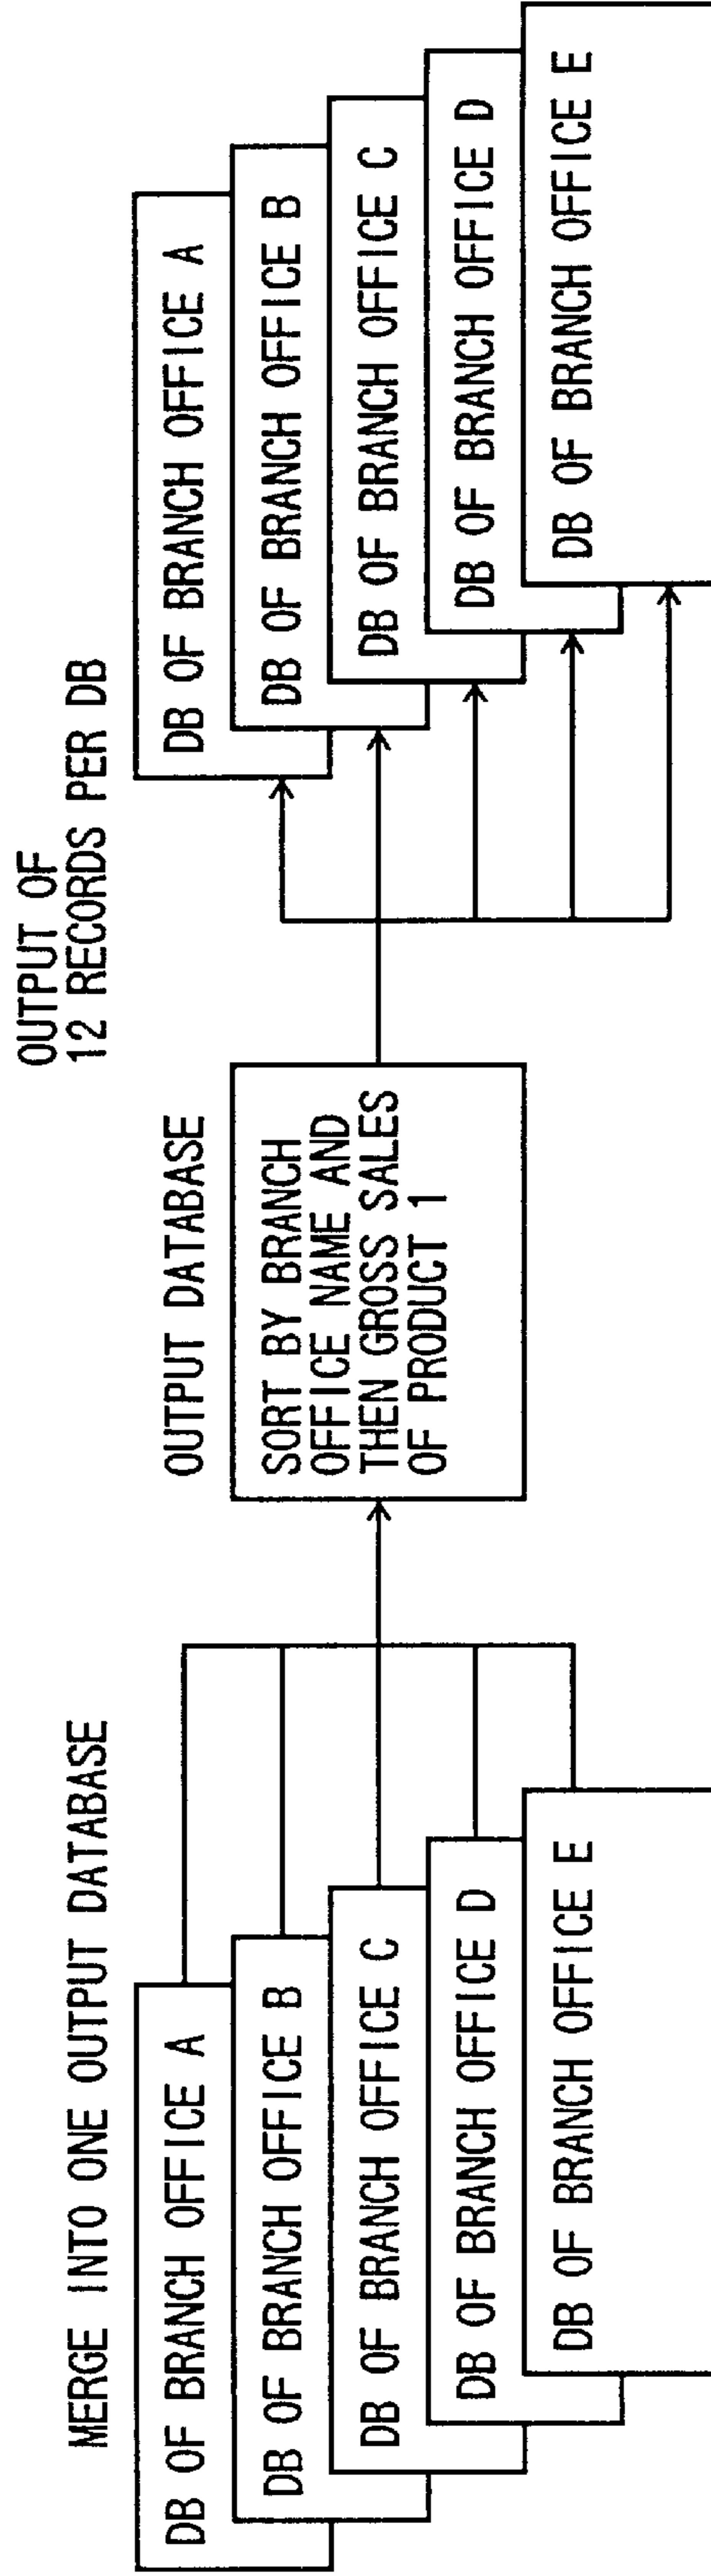 MERGE INTO ONE OUTPUT DATABASE
DB OF BRANCH OFFICE A
DB OF BRANCH OFFICE B
DB OF BRANCH OFFICE C
DB OF BRANCH OFFICE D
DB OF BRANCH OFFICE E
OUTPUT DATABASE
SORT BY BRANCH
OFFICE NAME AND
THEN GROSS SALES
OF PRODUCT 1
OUTPUT OF
12 RECORDS PER DB
DB OF BRANCH OFFICE A
DB OF BRANCH OFFICE B
DB OF BRANCH OFFICE C
DB OF BRANCH OFFICE D
DB OF BRANCH OFFICE E